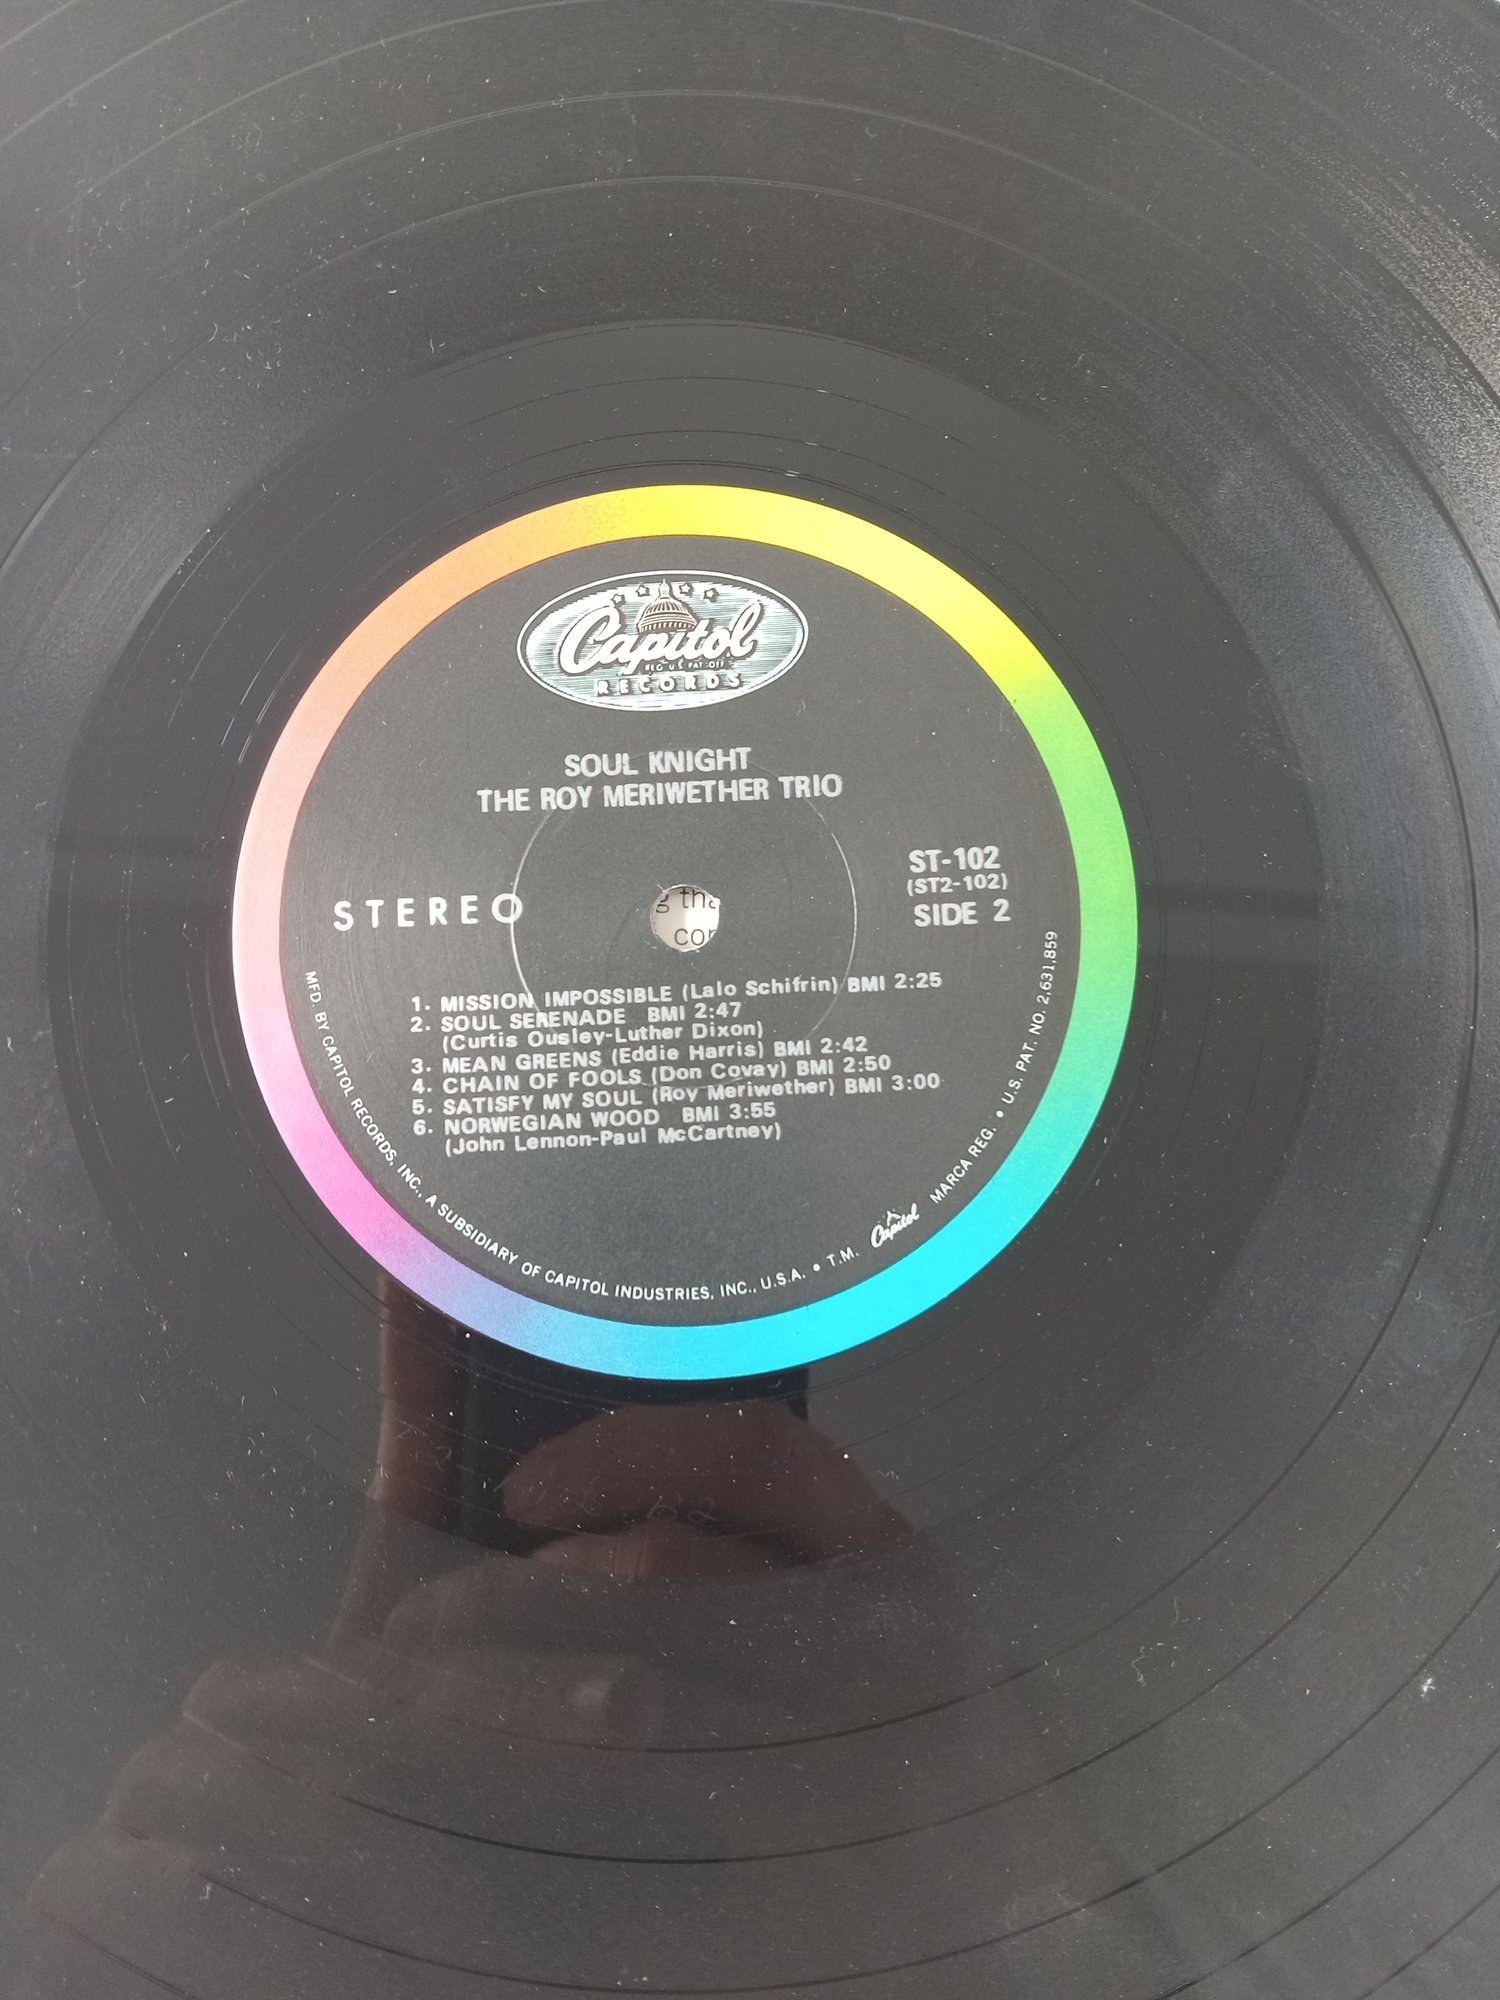 Capitol
REG. U.S. PAT. OFF.
RECORDS
SOUL KNIGHT
THE ROY MERIWETHER TRIO
ST-102
(ST2-102)
STEREO
SIDE 2
g tha
cor
1. MISSION IMPOSSIBLE (Lalo Schifrin) BMI 2:25
2. SOUL SERENADE BMI 2:47
(Curtis Ousley-Luther Dixon)
3. MEAN GREENS (Eddie Harris) BMI 2:42
4. CHAIN OF FOOLS (Don Covay) BMI 2:50
5. SATISFY MY SOUL (Roy Meriwether) BMI 3:00
6. NORWEGIAN WOOD BMI 3:55
(John Lennon-Paul McCartney)
MFD. BY CAPITOL RECORDS, INC., A SUBSIDIARY OF CAPITOL INDUSTRIES, INC., U.S.A. • T.M. Capitol MARCA REG. • U.S. PAT. NO. 2,631,859